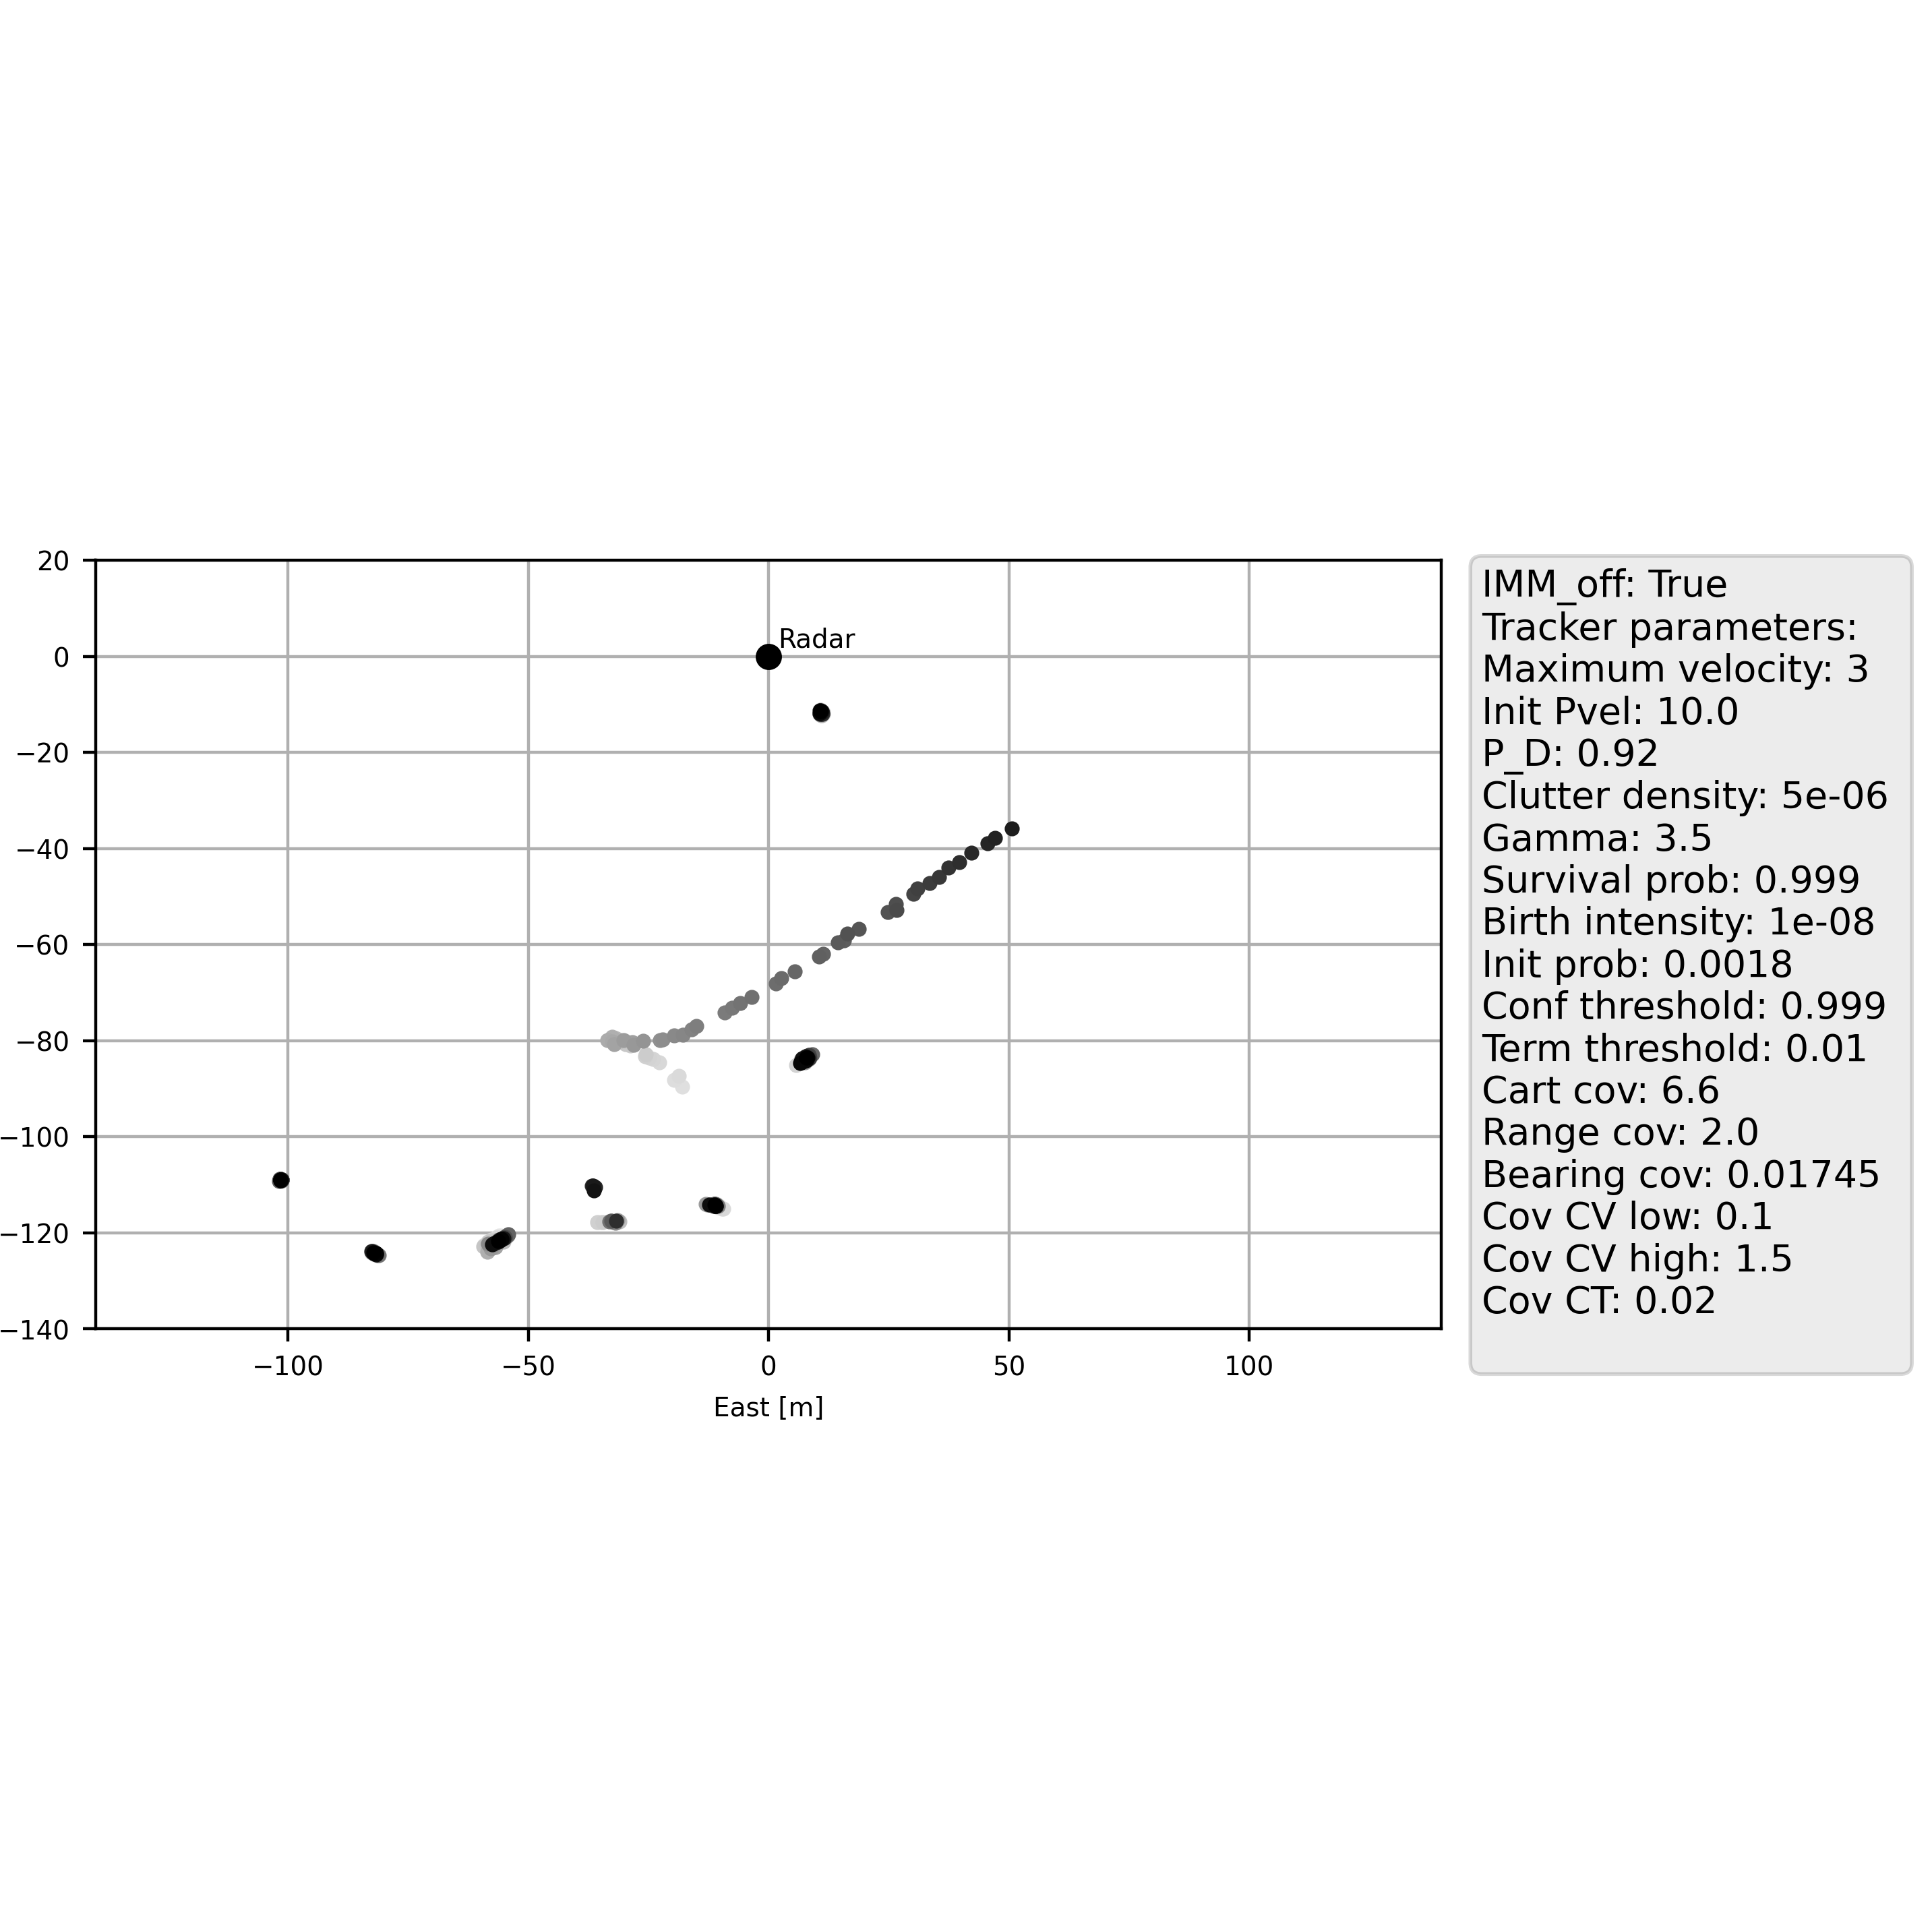 20
0
−20
−40
−60
−80
−100
−120
−140
Radar
−100
−50
0
50
100
East [m]
IMM_off: True
Tracker parameters:
Maximum velocity: 3
Init Pvel: 10.0
P_D: 0.92
Clutter density: 5e-06
Gamma: 3.5
Survival prob: 0.999
Birth intensity: 1e-08
Init prob: 0.0018
Conf threshold: 0.999
Term threshold: 0.01
Cart cov: 6.6
Range cov: 2.0
Bearing cov: 0.01745
Cov CV low: 0.1
Cov CV high: 1.5
Cov CT: 0.02